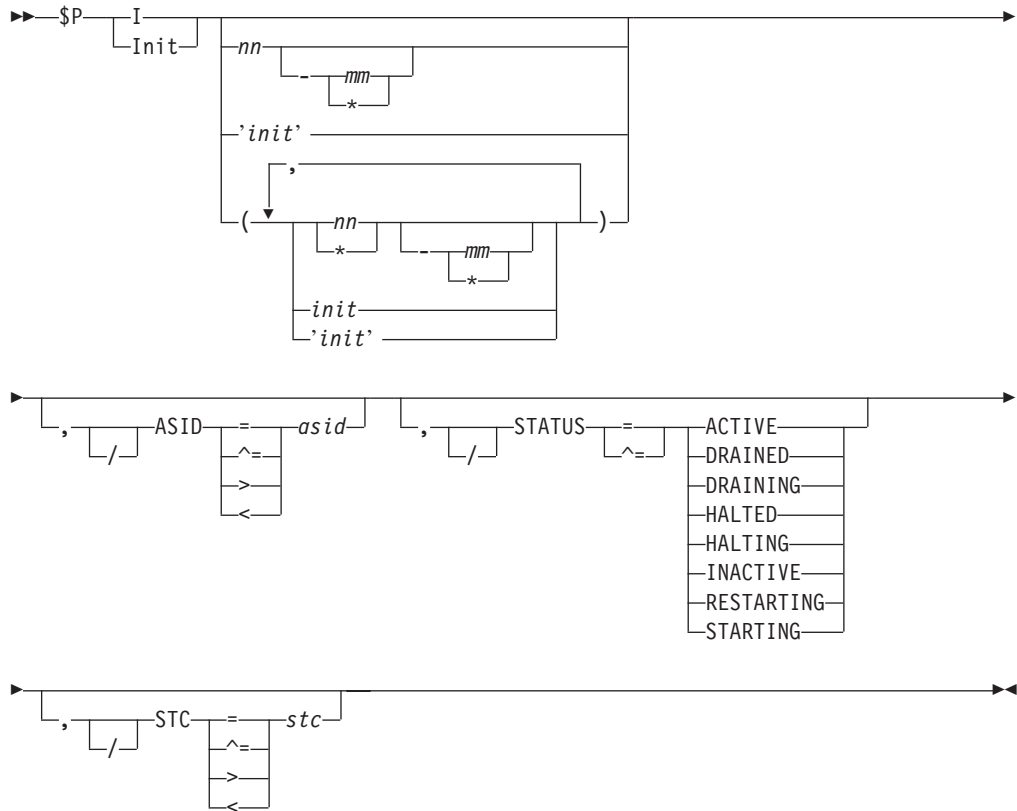 $P I
Init
nn
- mm
*
'init'
,
( nn - mm )
* *
init
'init'
, / ASID = asid
^=
>
<
, / STATUS = ACTIVE
^= DRAINED
DRAINING
HALTED
HALTING
INACTIVE
RESTARTING
STARTING
, / STC = stc
^=
>
<